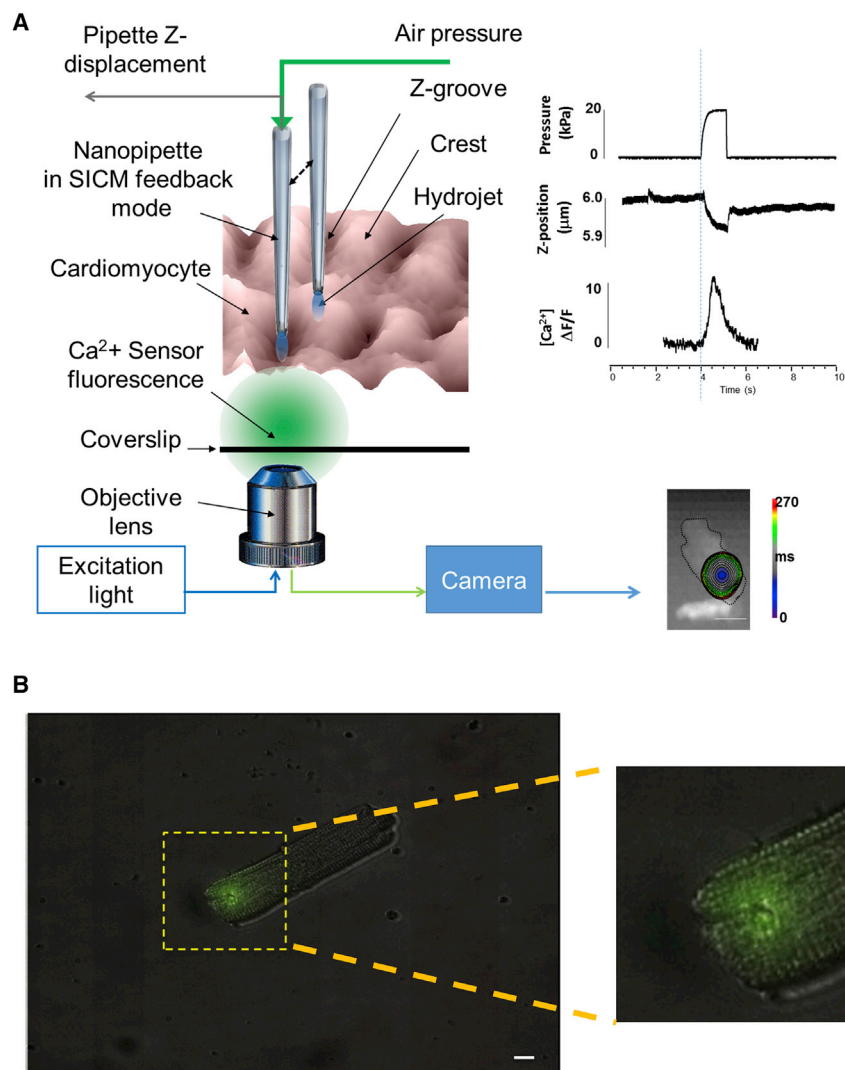 A
Pipette Z-
displacement
Air pressure
Z-groove
Nanopipette
in SICM feedback
mode
Crest
Hydrojet
Cardiomyocyte
Ca²⁺ Sensor
fluorescence
Coverslip
Objective
lens
Excitation
light
Camera
Pressure
(kPa)
20
0
Z-position
(μm)
6.0
5.9
[Ca²⁺]
ΔF/F
10
0
0 2 4 6 8 10
Time (s)
270
ms
0
B